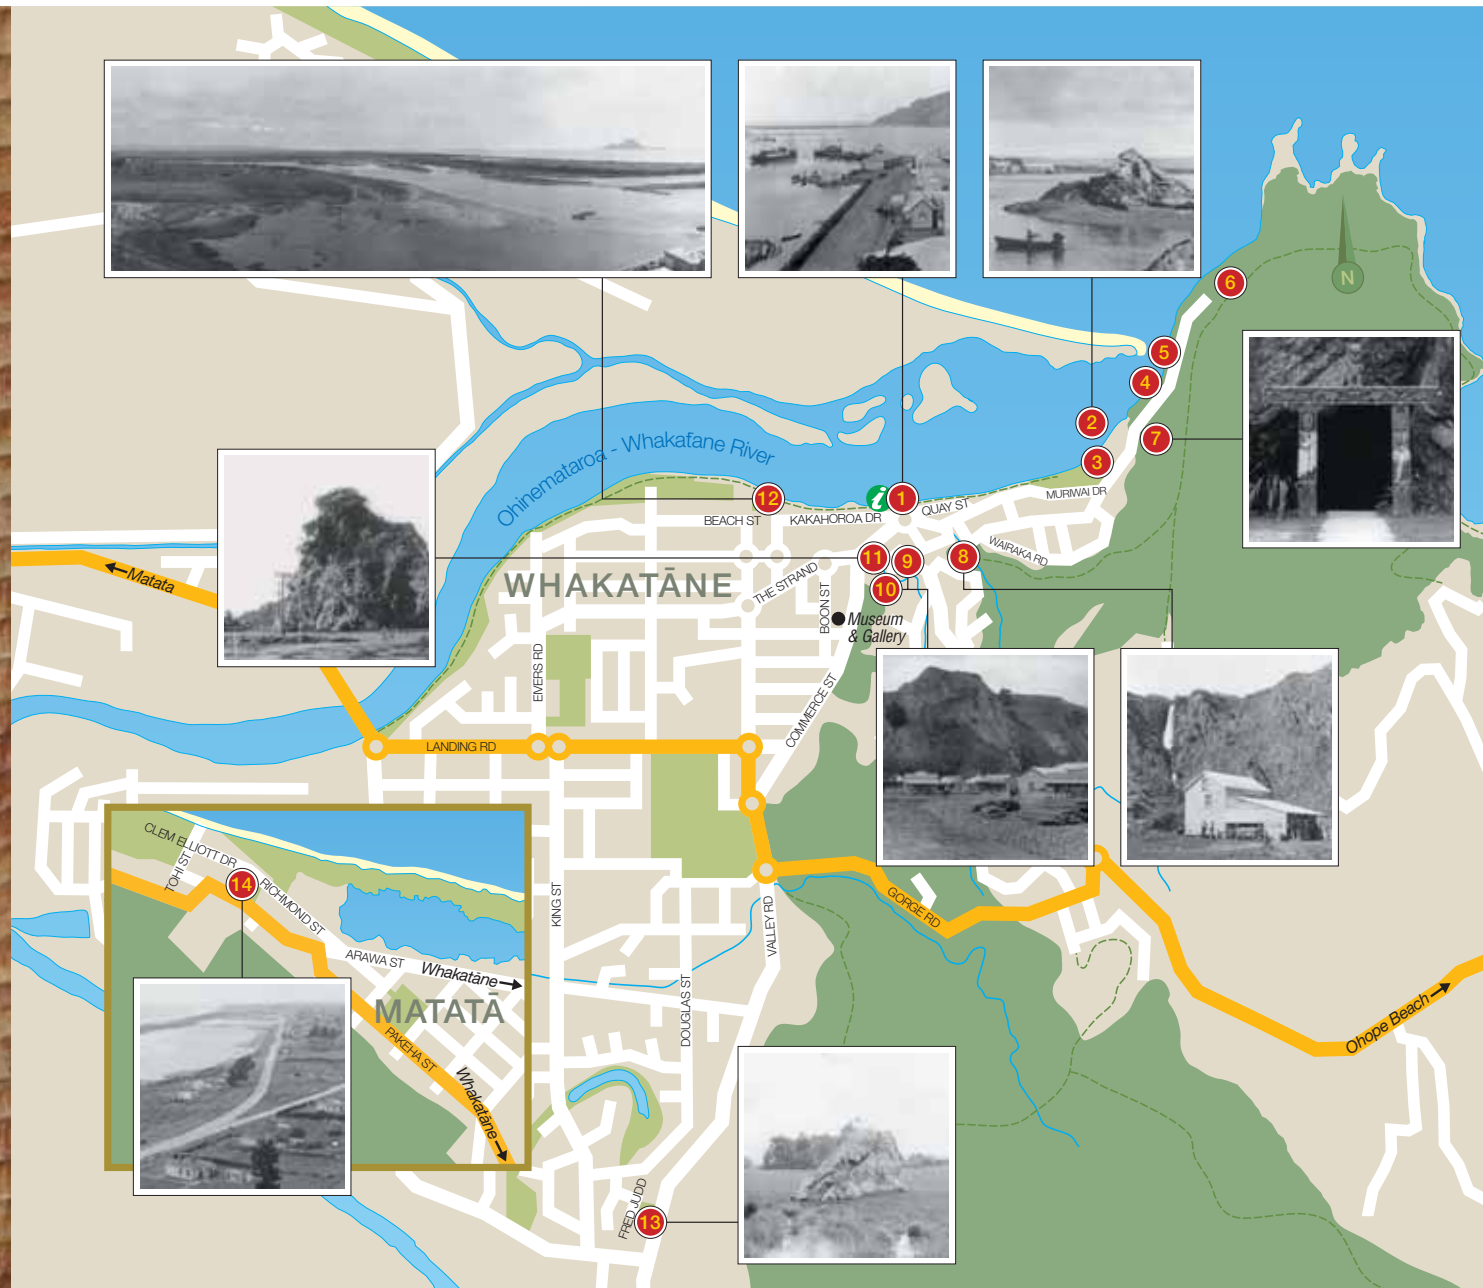 N
6
5
4
2
7
3
Ohinemataroa - Whakatane River
12
i
1
QUAY ST
MURIWAI DR
BEACH ST
KAKAHOROA DR
WAIRAKA RD
11
9
8
10
Matata
WHAKATĀNE
THE STRAND
BOON ST
Museum
& Gallery
EIVERS RD
COMMERCE ST
LANDING RD
CLEM ELLIOTT DR
TOHI ST
14
RICHMOND ST
ARAWA ST
Whakatāne
MATATĀ
PAKEHA ST
Whakatāne
KING ST
DOUGLAS ST
VALLEY RD
GORGE RD
Ohope Beach
FRED JUDD
13